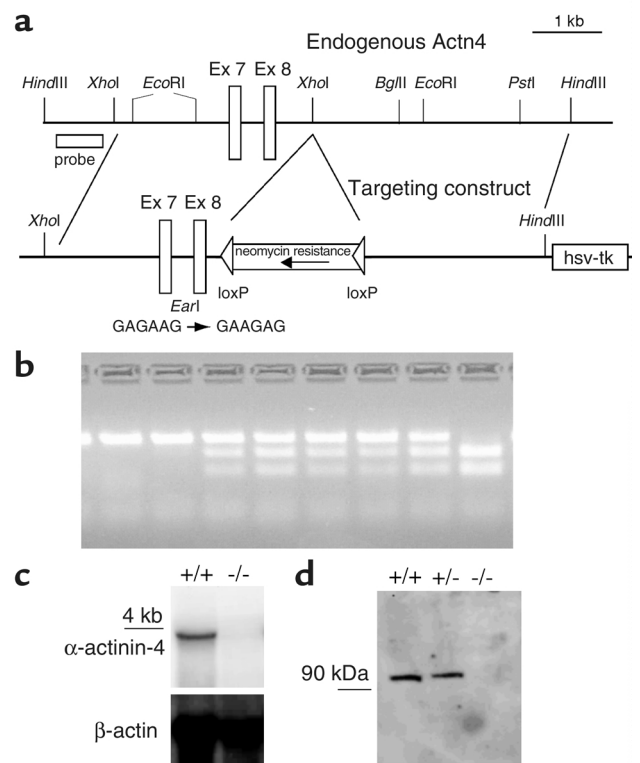 a
1 kb
Endogenous Actn4
Ex 7 Ex 8
HindIII XhoI EcoRI XhoI BglII EcoRI PstI HindIII
probe
Targeting construct
Ex 7 Ex 8
XhoI HindIII
neomycin resistance
hsv-tk
loxP loxP
EarI
GAGAAG GAAGAG
b
c
+/+ -/-
4 kb
α-actinin-4
β-actin
d
+/+ +/- -/-
90 kDa